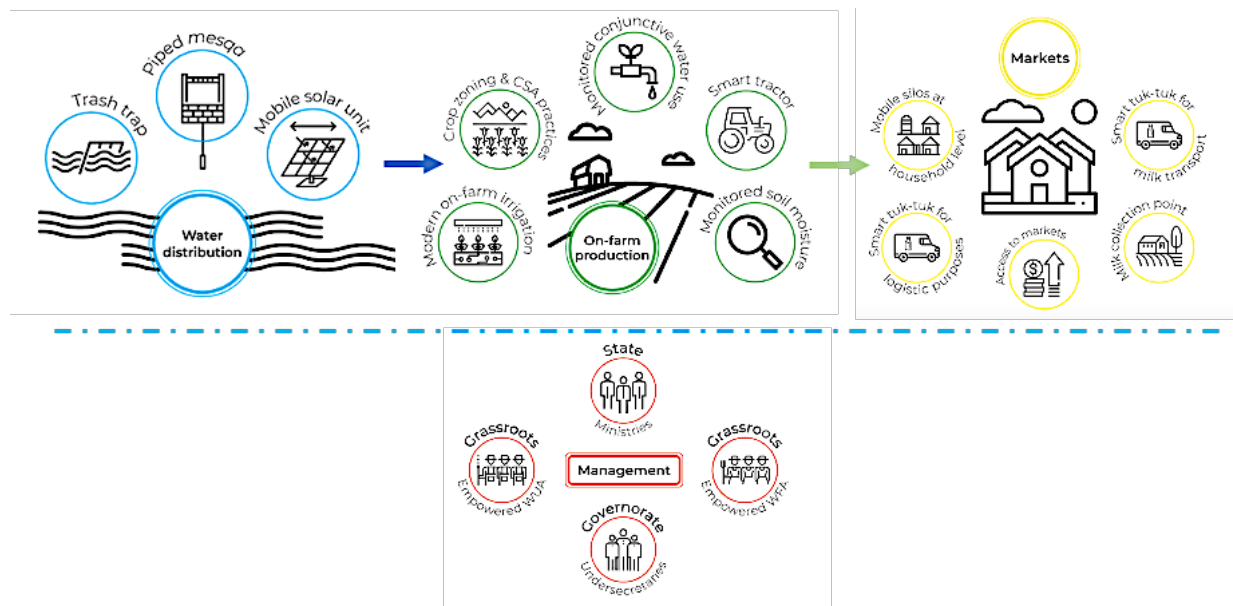 Trash trap
Piped mesqa
Mobile solar unit
Water
distribution
Modern on-farm irrigation
Crop zoning & CSA practices
Monitored conjunctive water use
Smart tractor
Monitored soil moisture
On-farm
production
Markets
Mobile silos at
household level
Smart tuk-tuk for
milk transport
Smart tuk-tuk for
logistic purposes
Access to markets
Milk collection point
State
Ministries
Grassroots
Empowered WUA
Management
Grassroots
Empowered WFA
Governorate
Undersecretaries